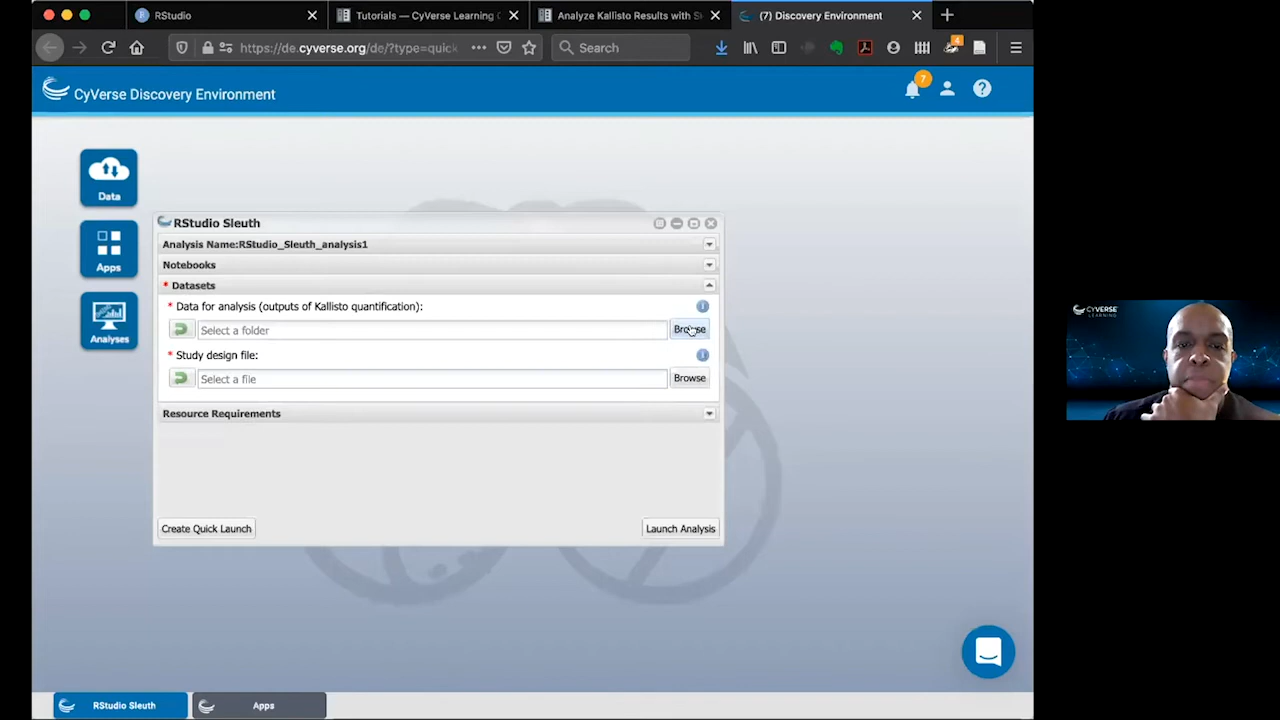 RStudio
Tutorials — CyVerse Learning
Analyze Kallisto Results with
(7) Discovery Environment
https://de.cyverse.org/de/?type=quick
Search
4
CyVerse Discovery Environment
7
Data
Apps
Analyses
RStudio Sleuth
Analysis Name:RStudio_Sleuth_analysis1
Notebooks
* Datasets
* Data for analysis (outputs of Kallisto quantification):
Select a folder
Browse
* Study design file:
Select a file
Browse
Resource Requirements
Create Quick Launch
Launch Analysis
RStudio Sleuth
Apps
CYVERSE
LEARNING